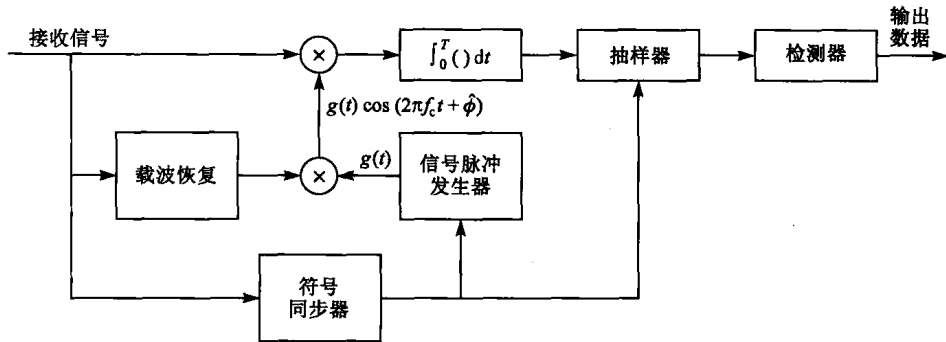 接收信号
∫₀ᵀ( )dt
抽样器
检测器
输出
数据
g(t) cos (2πf_c t + φ̂)
载波恢复
g(t)
信号脉冲
发生器
符号
同步器
×
×